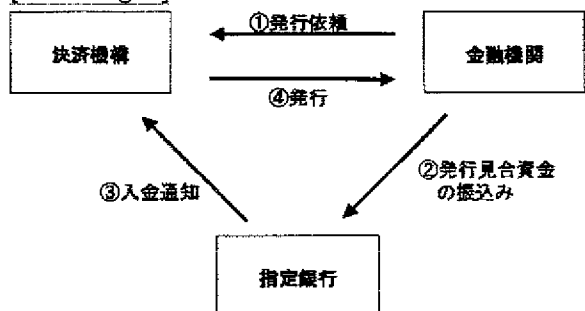 ①発行依頼
決済機構
金融機関
④発行
②発行見合資金
の振込み
③入金通知
指定銀行